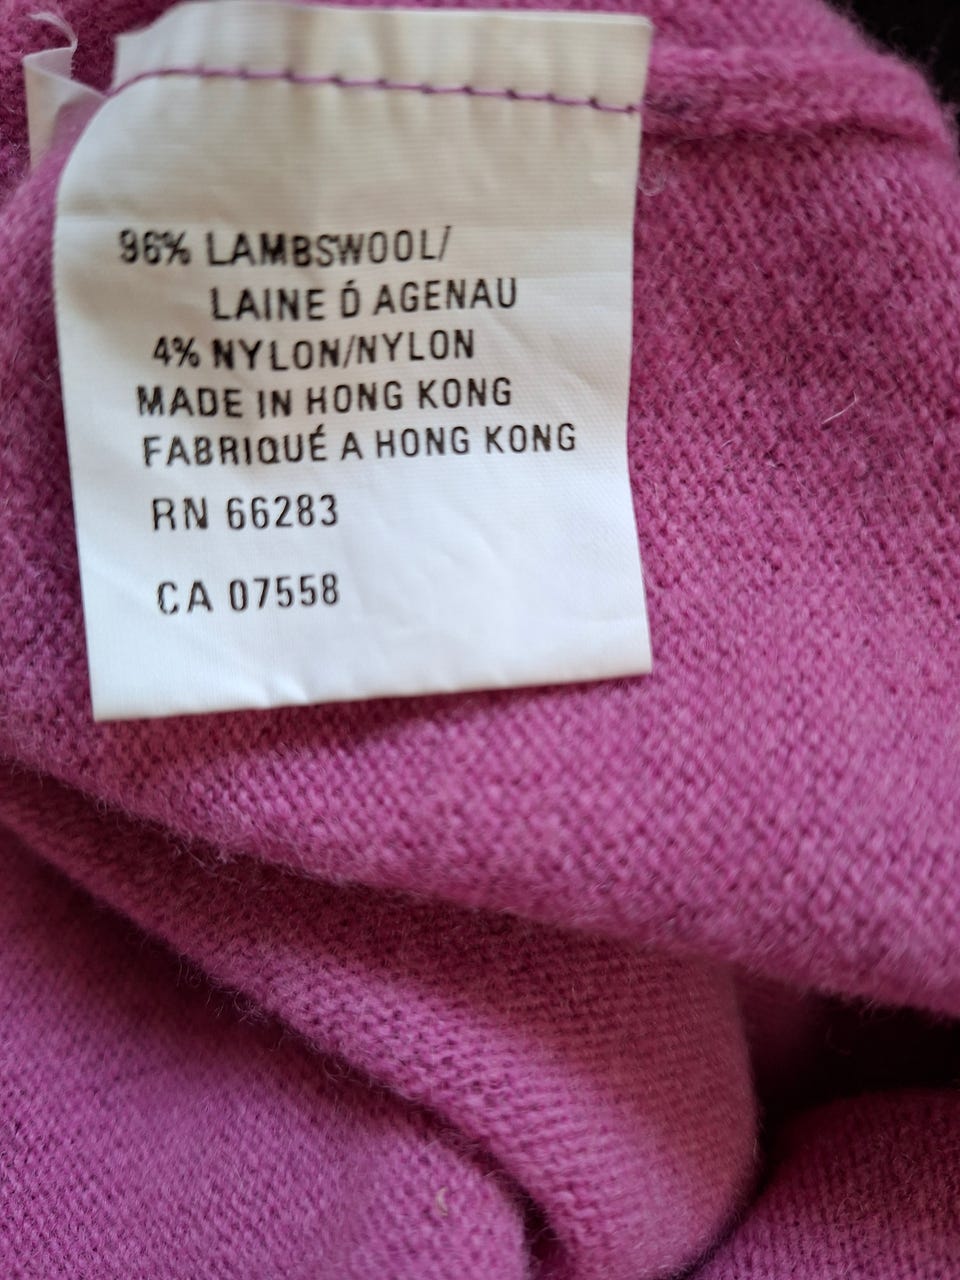 96% LAMBSWOOL/
LAINE Ó AGENAU
4% NYLON/NYLON
MADE IN HONG KONG
FABRIQUÉ A HONG KONG
RN 66283
CA 07558